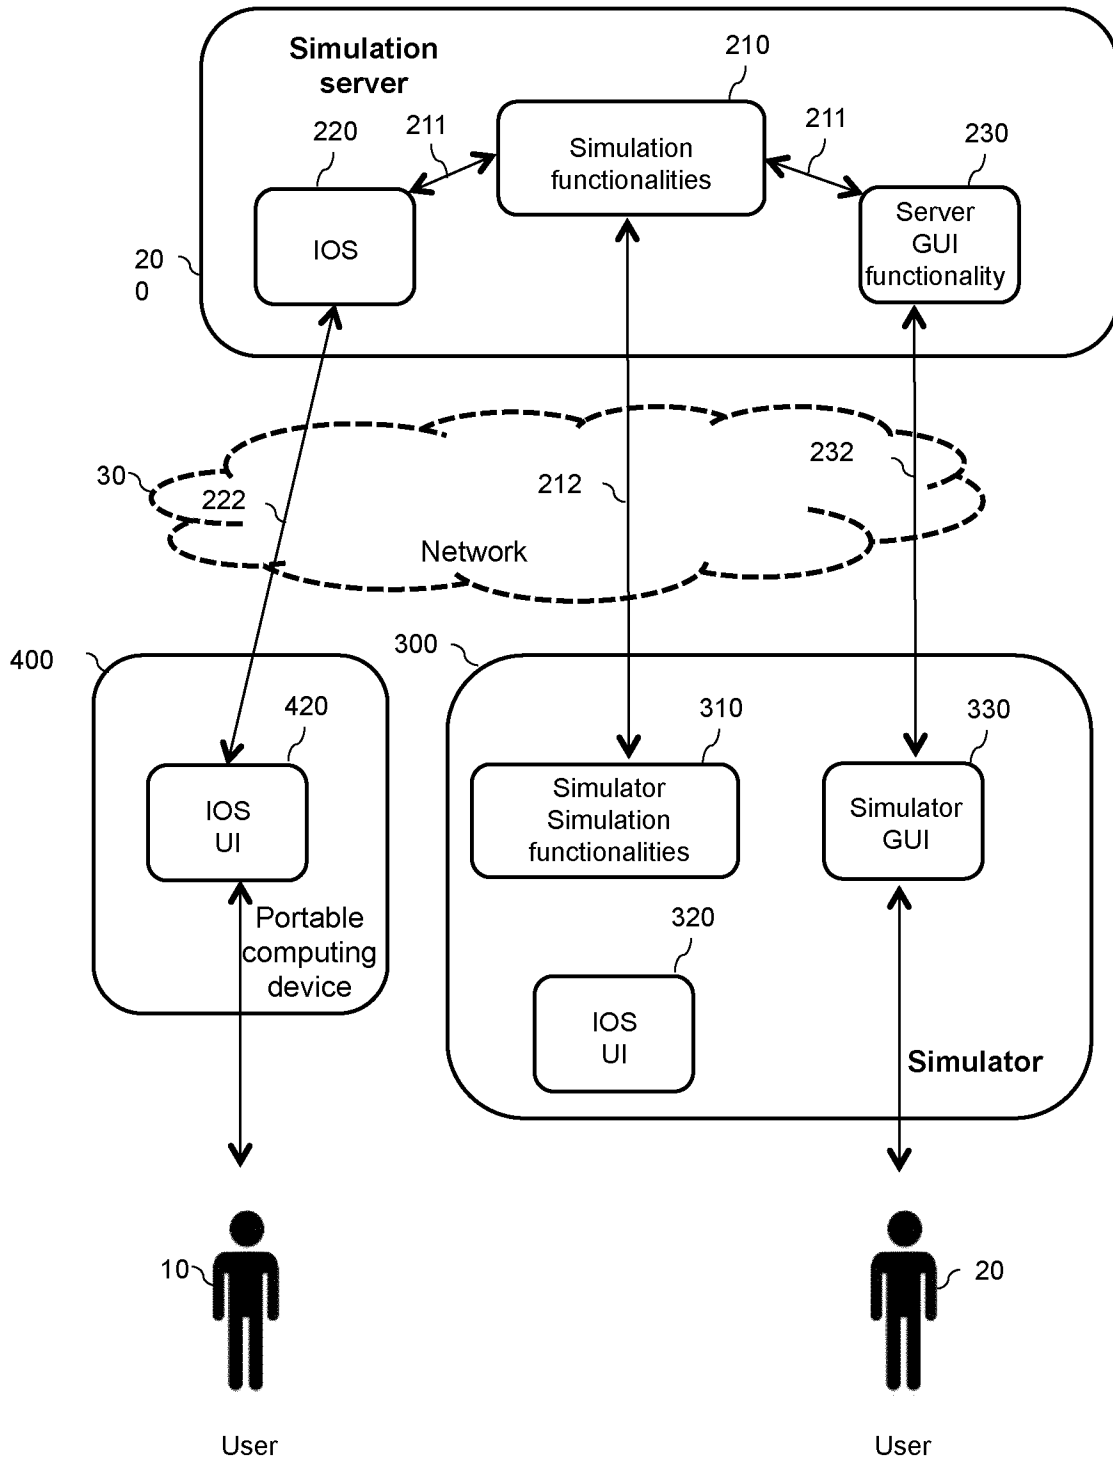 Simulation
server
210
220
211
211
230
Simulation
functionalities
IOS
Server
GUI
functionality
20
0
30
222
212
232
Network
400
300
420
310
330
IOS
UI
Simulator
Simulation
functionalities
Simulator
GUI
Portable
computing
device
320
IOS
UI
Simulator
10
20
User
User